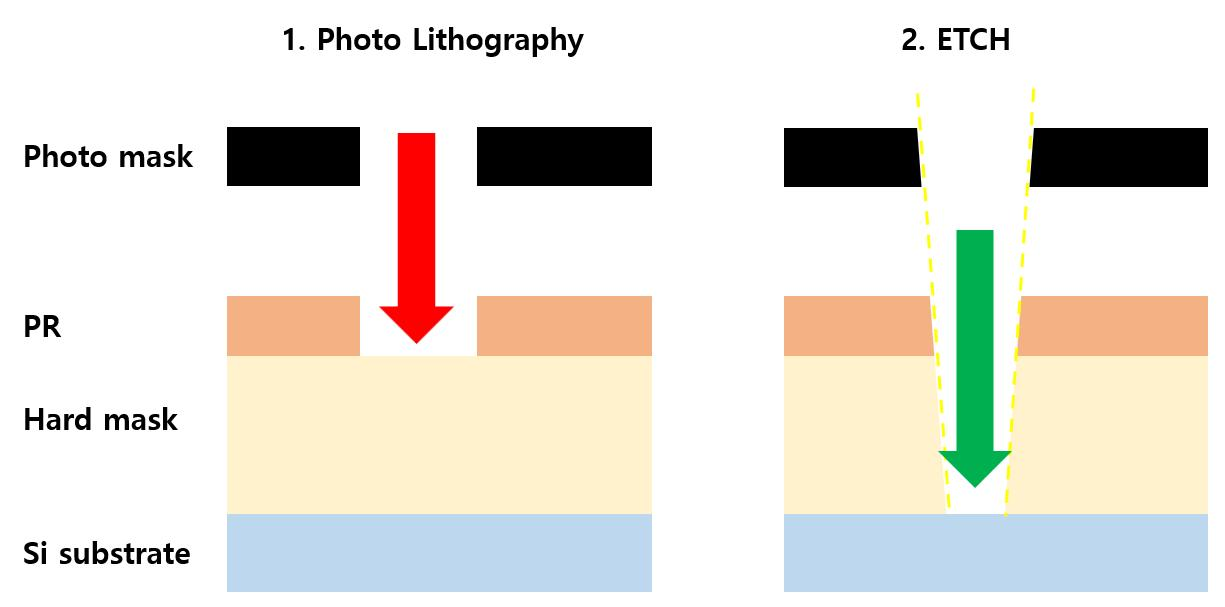 1. Photo Lithography
2. ETCH
Photo mask
PR
Hard mask
Si substrate